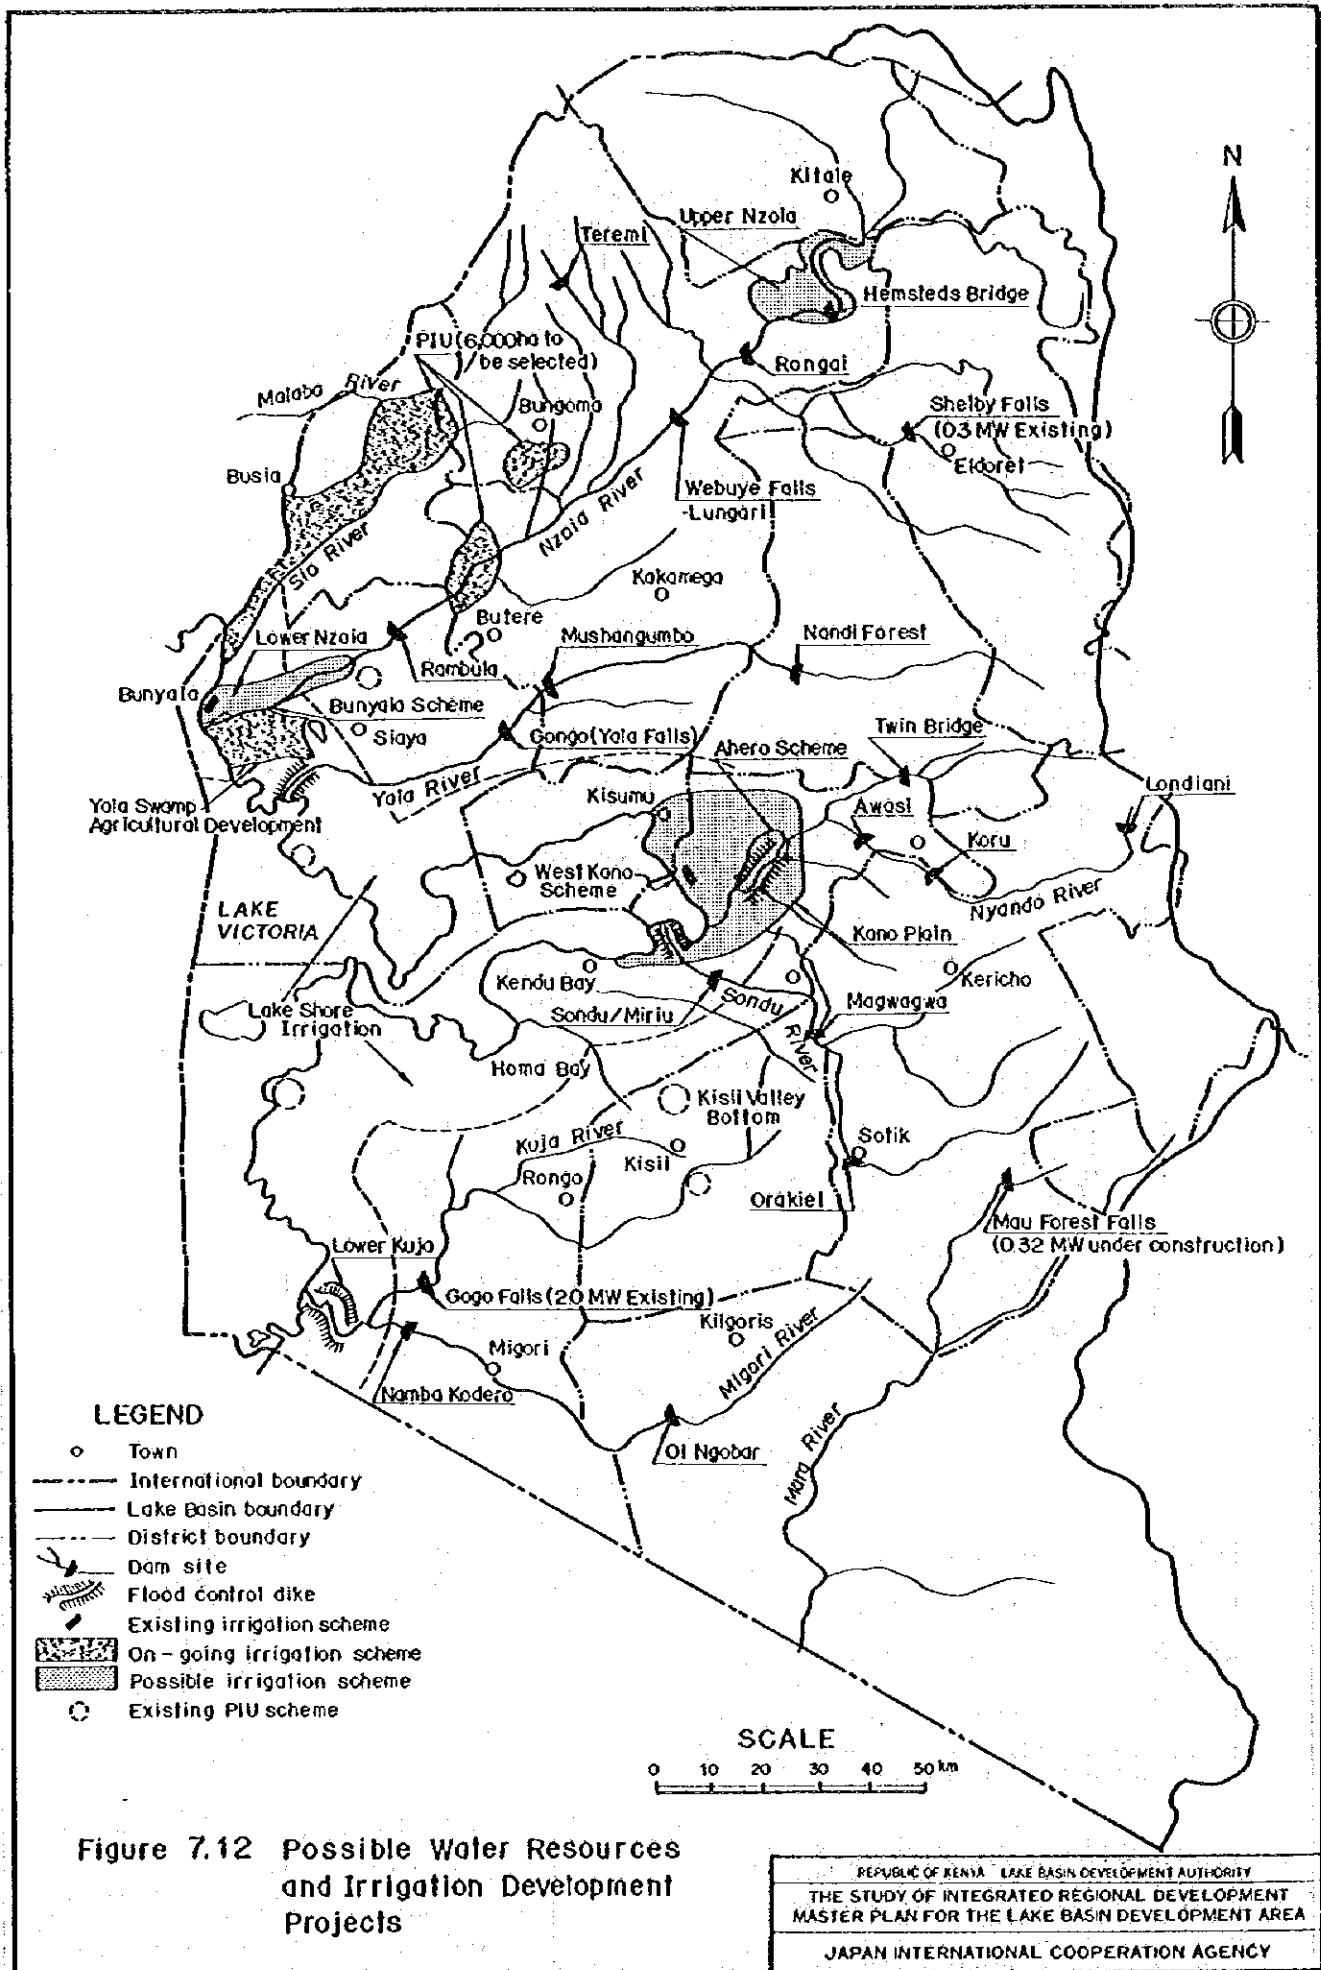 N
Kitale
Upper Nzoia
Teremi
Hemsteds Bridge
PIU(6,000ha to
be selected)
Rongai
Malaba River
Bungoma
Shelby Falls
(0.3 MW Existing)
Eldoret
Busia
Webuye Falls
-Lungari
Nzoia River
Sio River
Kakamega
Butere
Lower Nzoia
Mushangumbo
Nandi Forest
Rambula
Bunyala
Bunyala Scheme
Siaya
Gongo(Yala Falls)
Ahero Scheme
Twin Bridge
Yala River
Londiani
Kisumu
Awasi
Yala Swamp
Agricultural Development
Koru
West Kano
Scheme
Nyando River
LAKE
VICTORIA
Kano Plain
Kendu Bay
Kericho
Sondu River
Magwagwa
Lake Shore
Irrigation
Sondu/Miriu
Homa Bay
Kisii Valley
Bottom
Kuja River
Sotik
Kisii
Rongo
Orakiel
Mau Forest Falls
(0.32 MW under construction)
Lower Kuja
Gogo Falls (2.0 MW Existing)
Kilgoris
Migori
Migori River
Namba Kodero
Ol Ngobar
Mara River
LEGEND
Town
International boundary
Lake Basin boundary
District boundary
Dam site
Flood control dike
Existing irrigation scheme
On-going irrigation scheme
Possible irrigation scheme
Existing PIU scheme
SCALE
0 10 20 30 40 50 km
Figure 7.12 Possible Water Resources
and Irrigation Development
Projects
REPUBLIC OF KENYA LAKE BASIN DEVELOPMENT AUTHORITY
THE STUDY OF INTEGRATED REGIONAL DEVELOPMENT
MASTER PLAN FOR THE LAKE BASIN DEVELOPMENT AREA
JAPAN INTERNATIONAL COOPERATION AGENCY